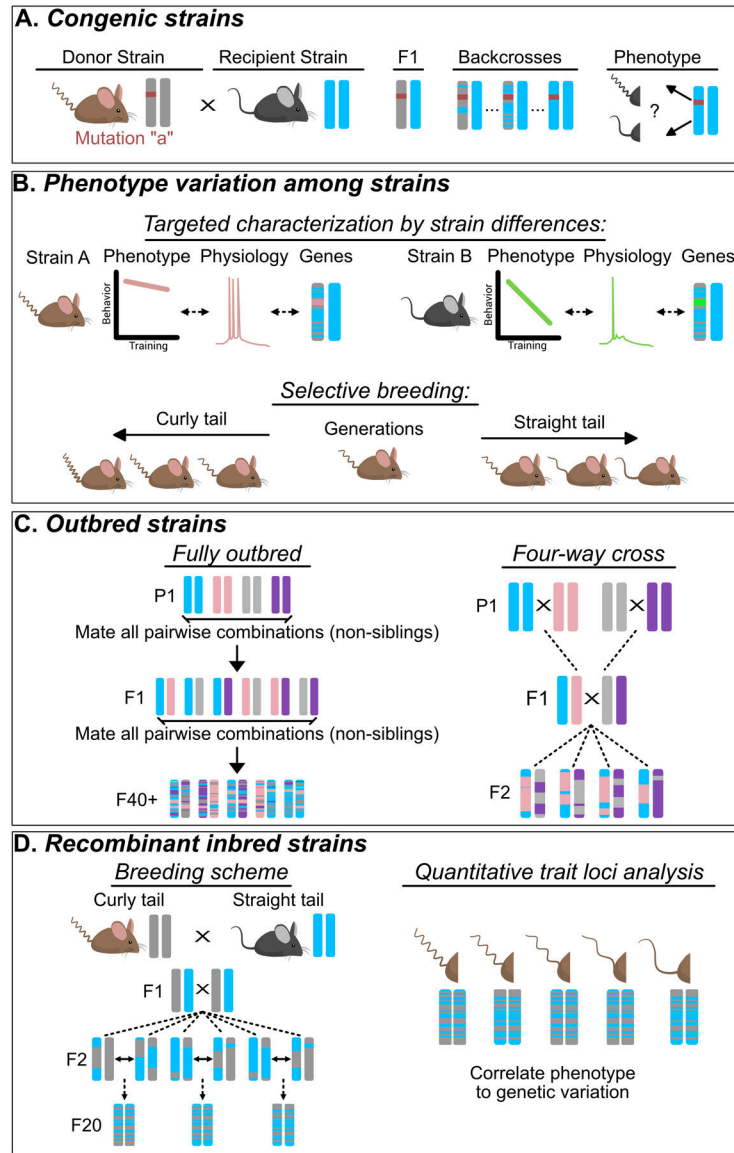 A. Congenic strains
Donor Strain
Recipient Strain
F1
Backcrosses
Phenotype
Mutation "a"
X
... ...
?
B. Phenotype variation among strains
Targeted characterization by strain differences:
Strain A
Phenotype
Physiology
Genes
Behavior
Training
Strain B
Phenotype
Physiology
Genes
Behavior
Training
Selective breeding:
Curly tail
Generations
Straight tail
C. Outbred strains
Fully outbred
P1
Mate all pairwise combinations (non-siblings)
F1
Mate all pairwise combinations (non-siblings)
F40+
Four-way cross
P1
X
X
F1
X
F2
D. Recombinant inbred strains
Breeding scheme
Curly tail
Straight tail
X
F1
X
F2
F20
Quantitative trait loci analysis
Correlate phenotype
to genetic variation